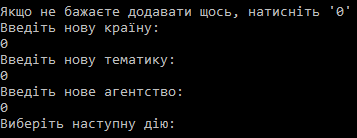 Якщо не бажаєте додавати щось, натисніть '0'
Введіть нову країну:
0
Введіть нову тематику:
0
Введіть нове агентство:
0
Виберіть наступну дію: